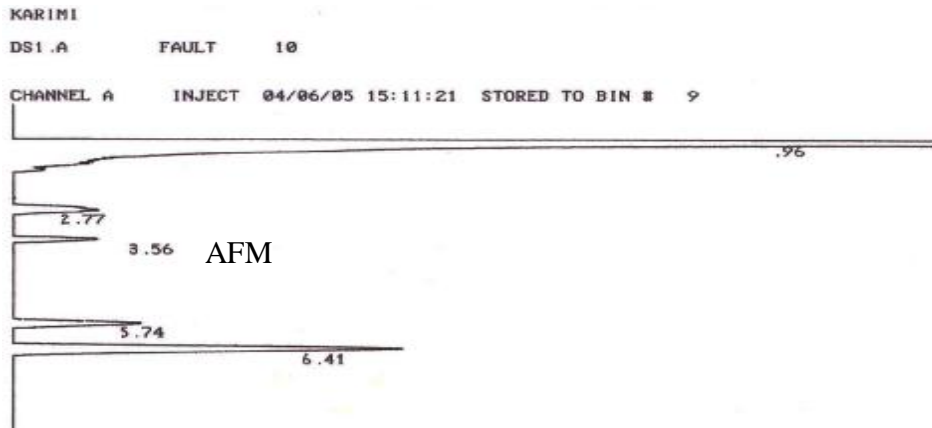 KARIMI
DS1.A FAULT 10
CHANNEL A INJECT 04/06/05 15:11:21 STORED TO BIN # 9
.96
2.77
3.56 AFM
5.74
6.41